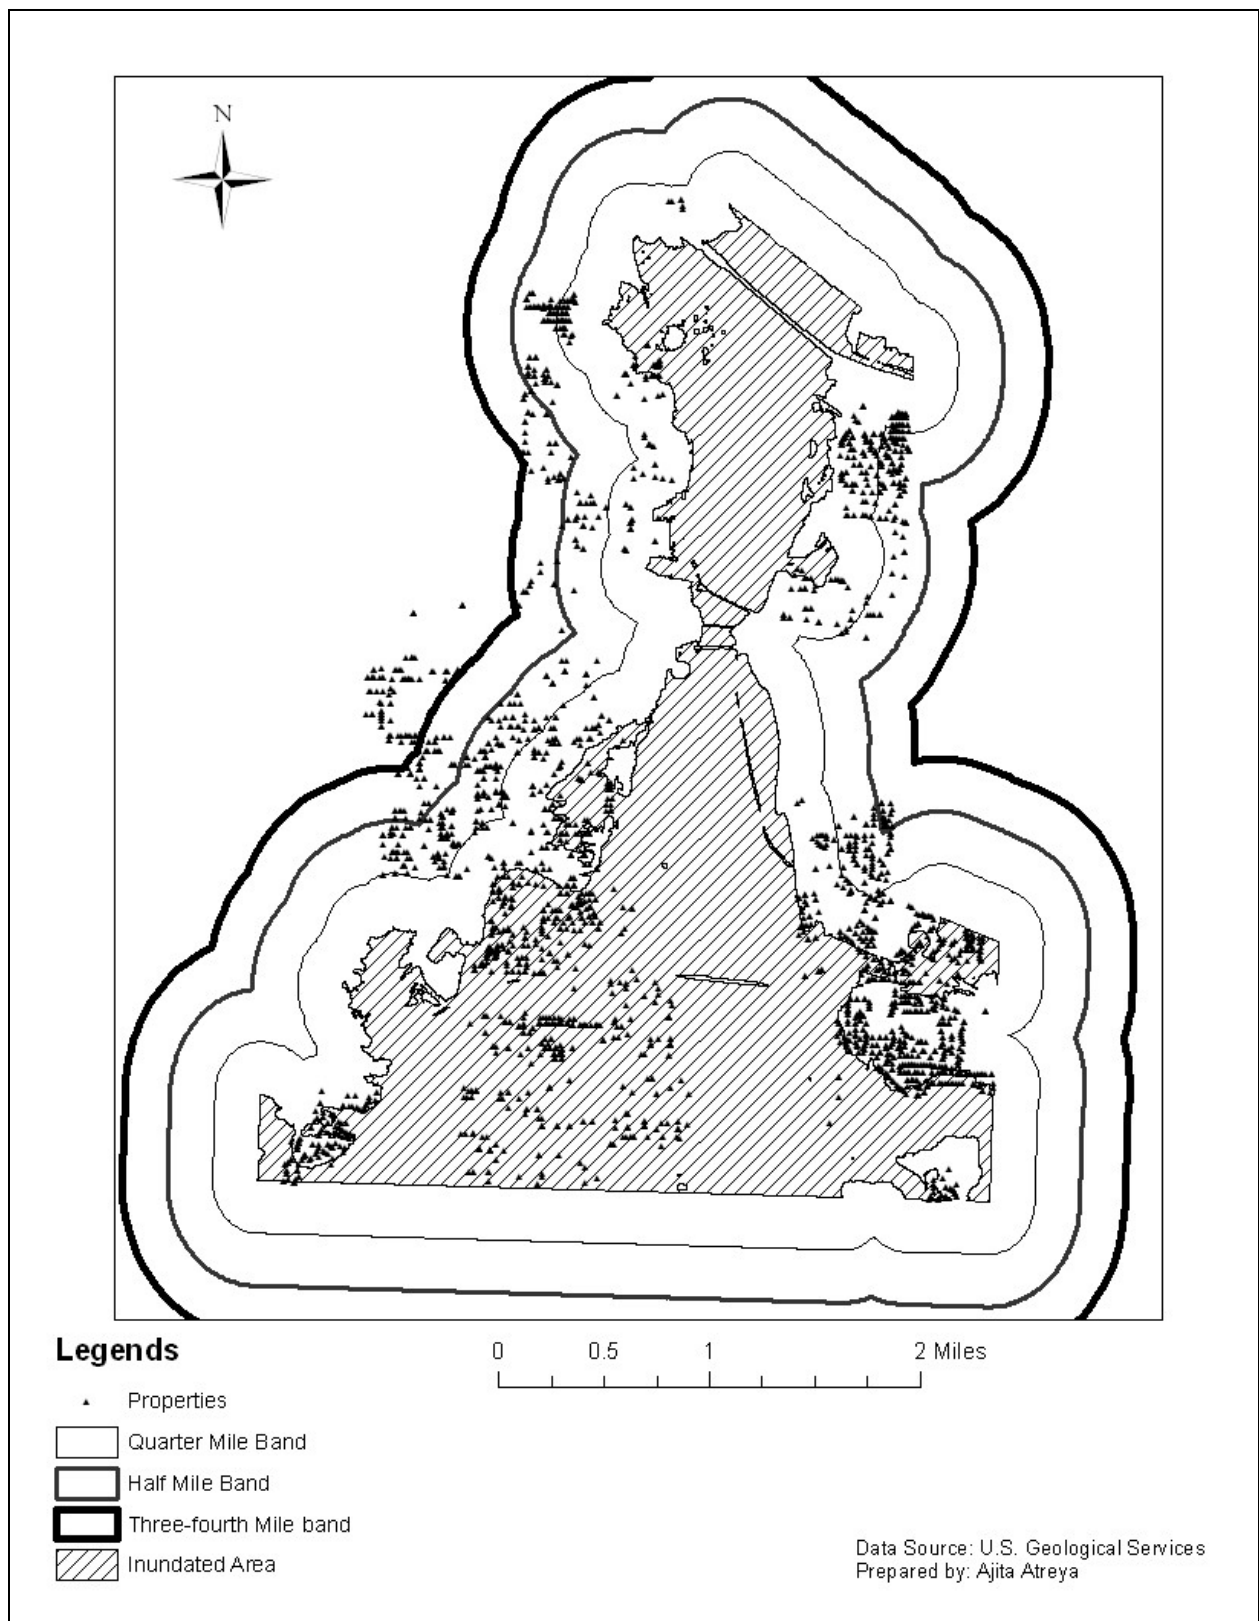 N
Legends
0 0.5 1 2 Miles
Properties
Quarter Mile Band
Half Mile Band
Three-fourth Mile band
Inundated Area
Data Source: U.S. Geological Services
Prepared by: Ajita Atreya